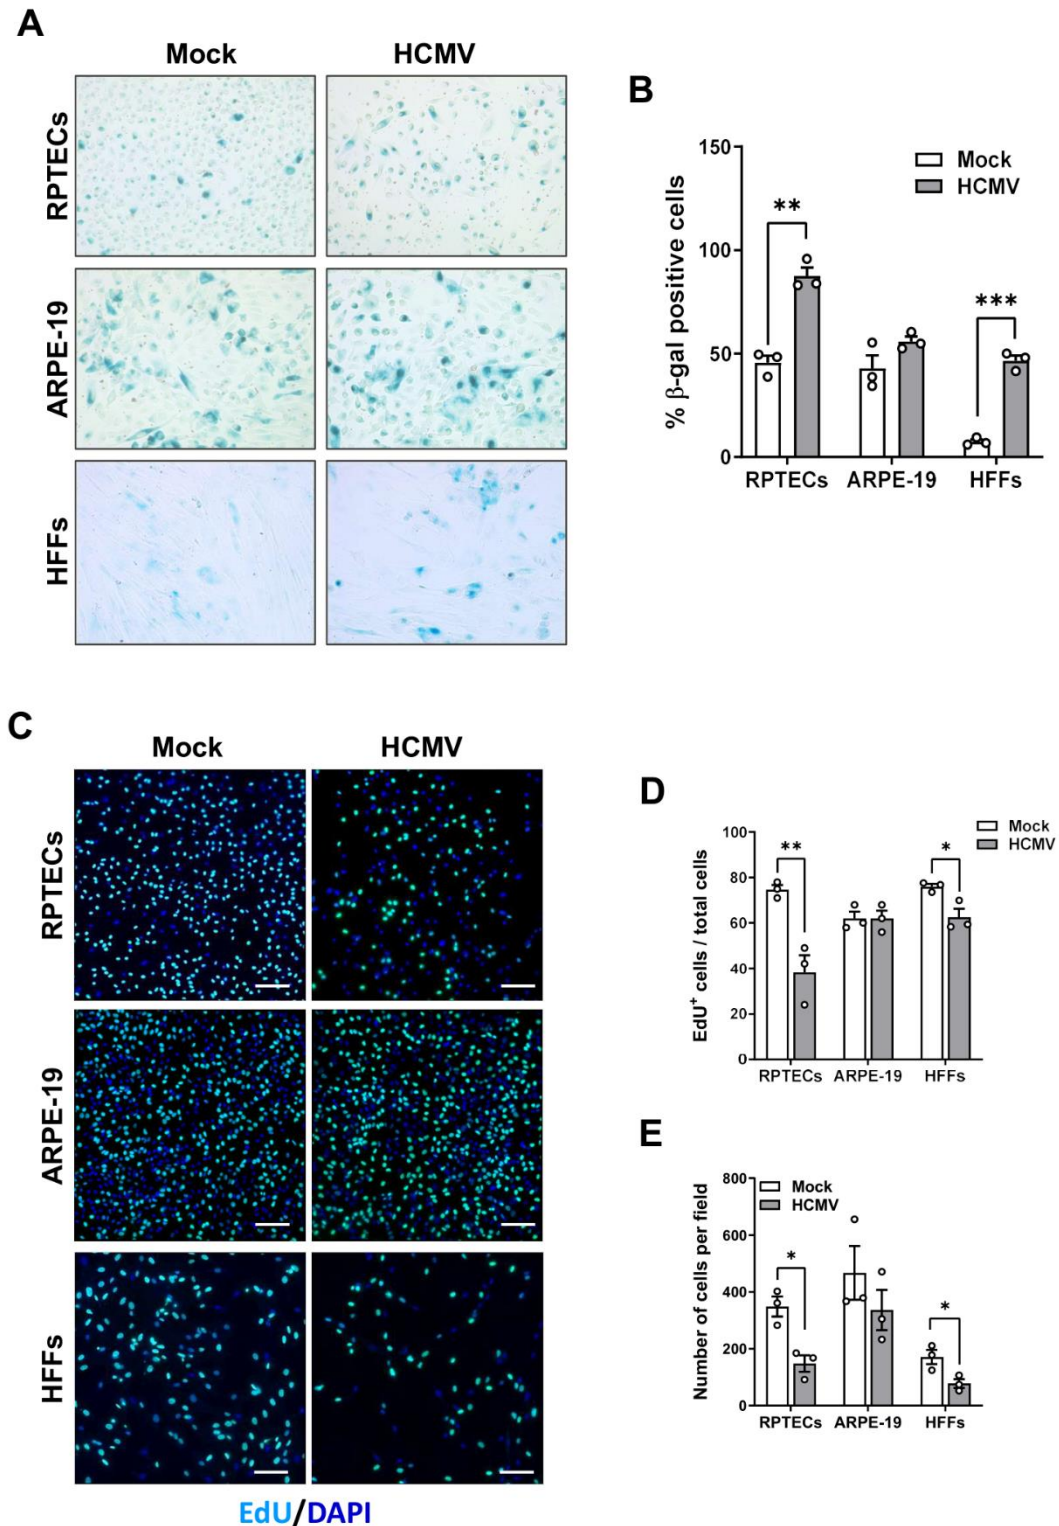 A
Mock HCMV
RPTECs
ARPE-19
HFFs
B
% β-gal positive cells
150
100
50
0
Mock
HCMV
**
***
RPTECs ARPE-19 HFFs
C
Mock HCMV
RPTECs
ARPE-19
HFFs
EdU/DAPI
D
EdU+ cells / total cells
100
80
60
40
20
0
Mock
HCMV
**
*
RPTECs ARPE-19 HFFs
E
Number of cells per field
800
600
400
200
0
Mock
HCMV
*
*
RPTECs ARPE-19 HFFs